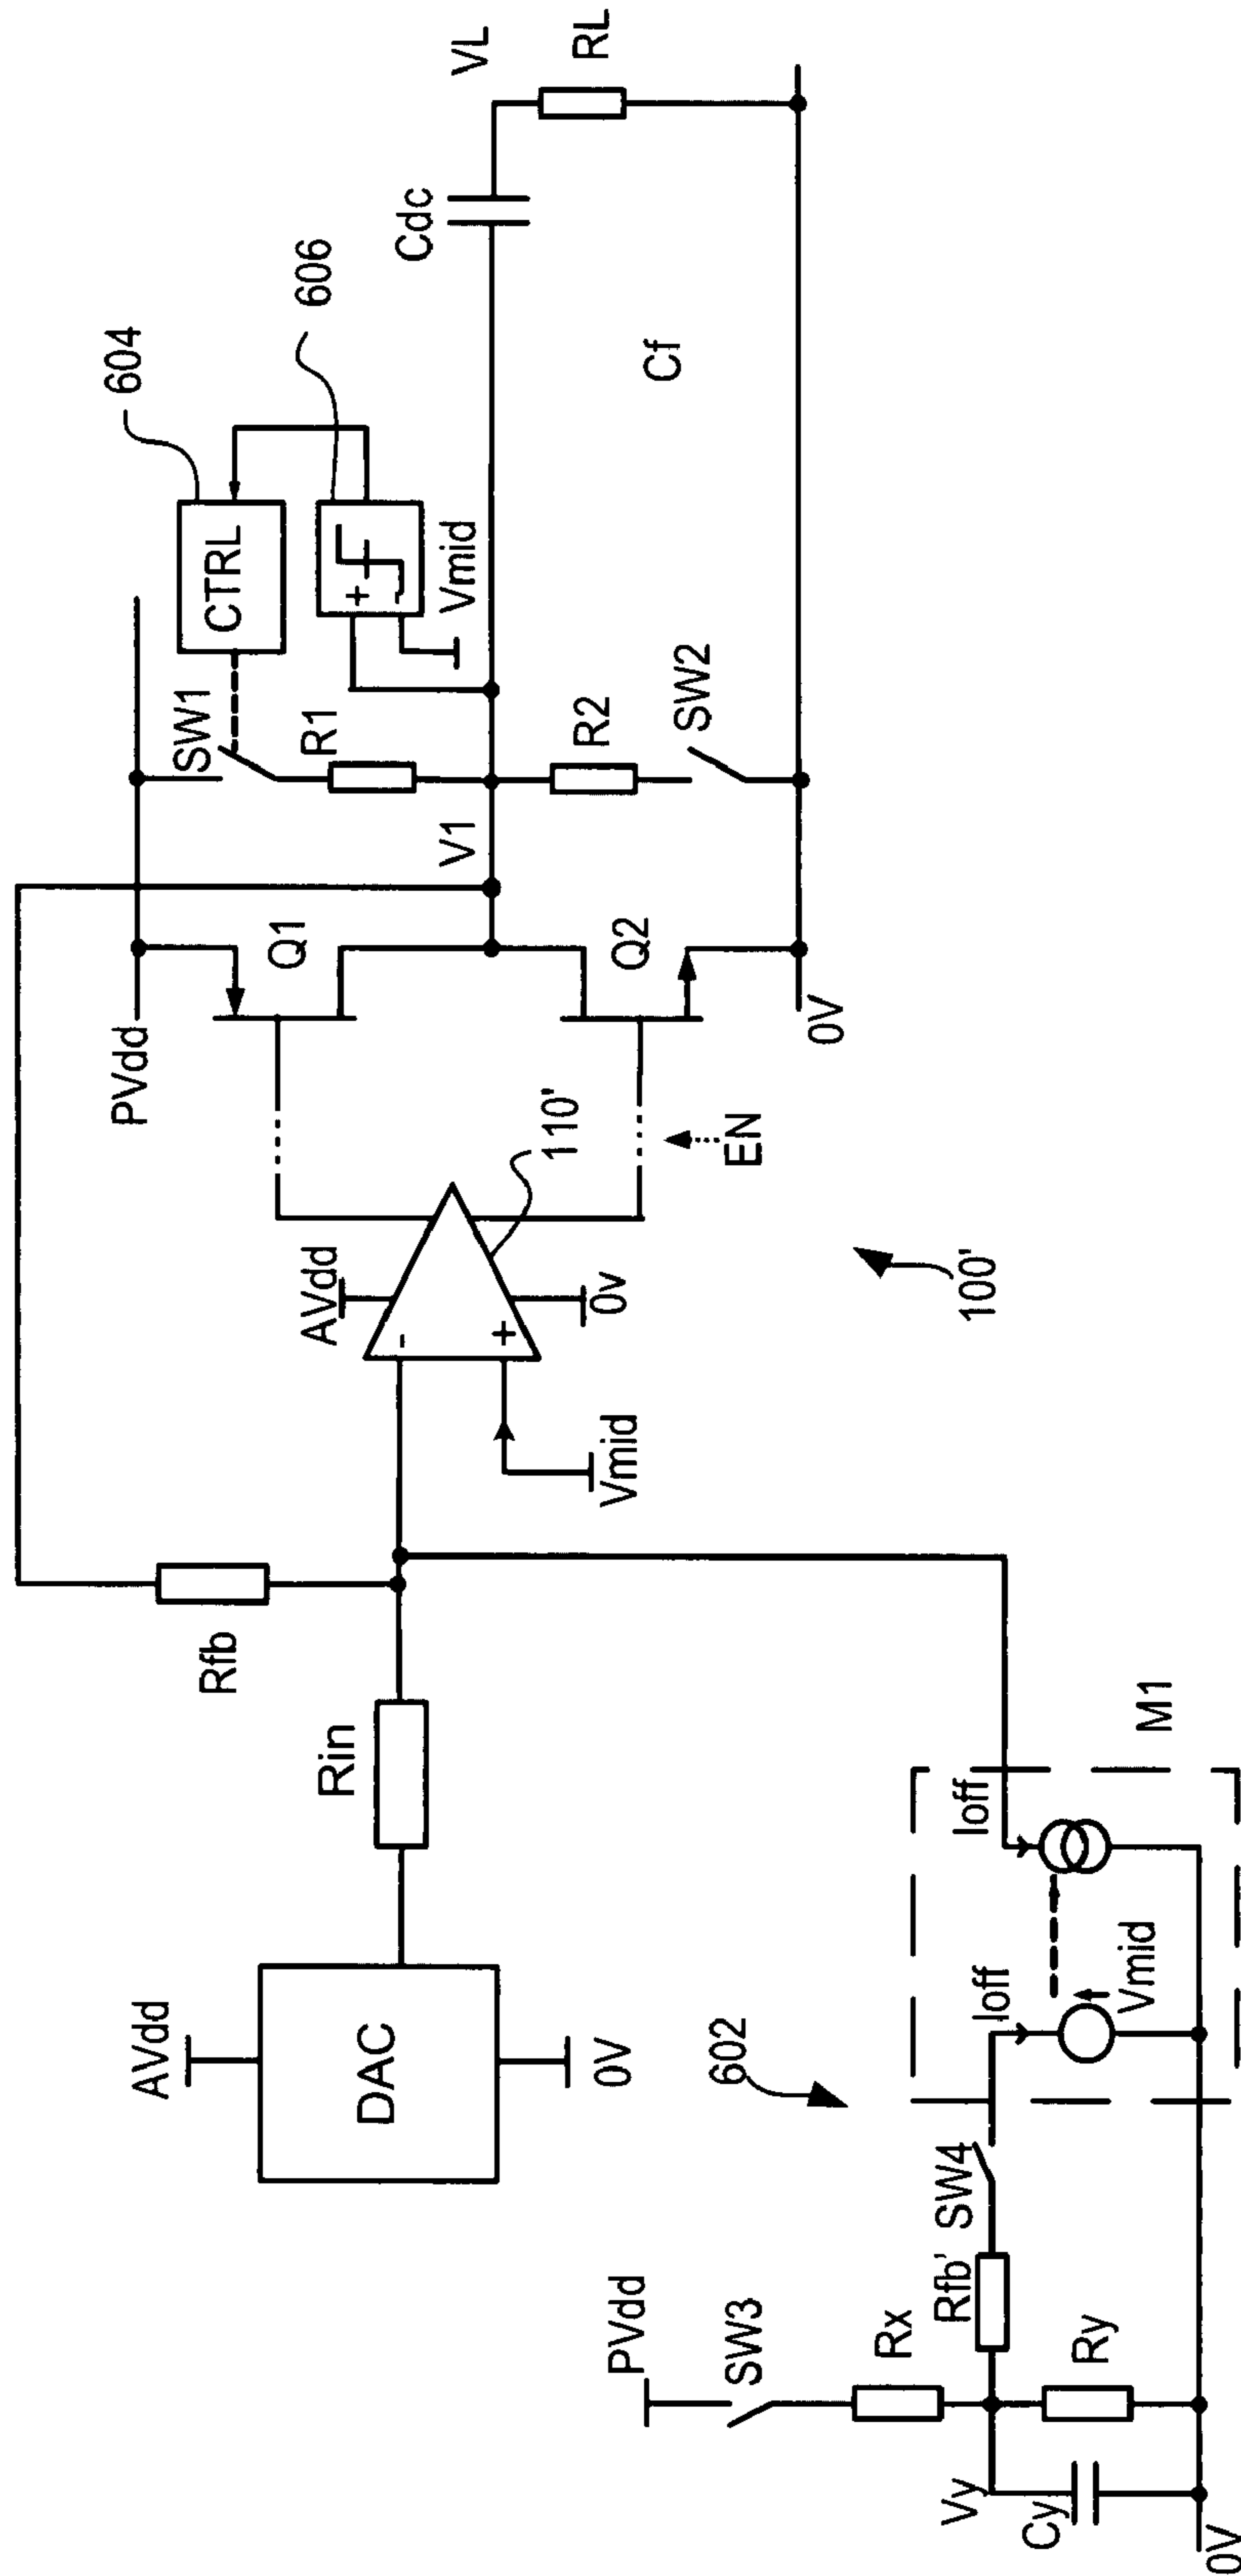 PVdd
SW1
CTRL
604
606
Q1
R1
Vmid
V1
Cdc
VL
RL
Rfb
AVdd
AVdd
DAC
0V
Rin
-
+
0v
Vmid
110'
EN
Q2
R2
SW2
0V
Cf
100'
PVdd
SW3
Rx
Vy
Cy
Ry
0V
Rfb'
SW4
602
Ioff
Vmid
Ioff
M1
+
-